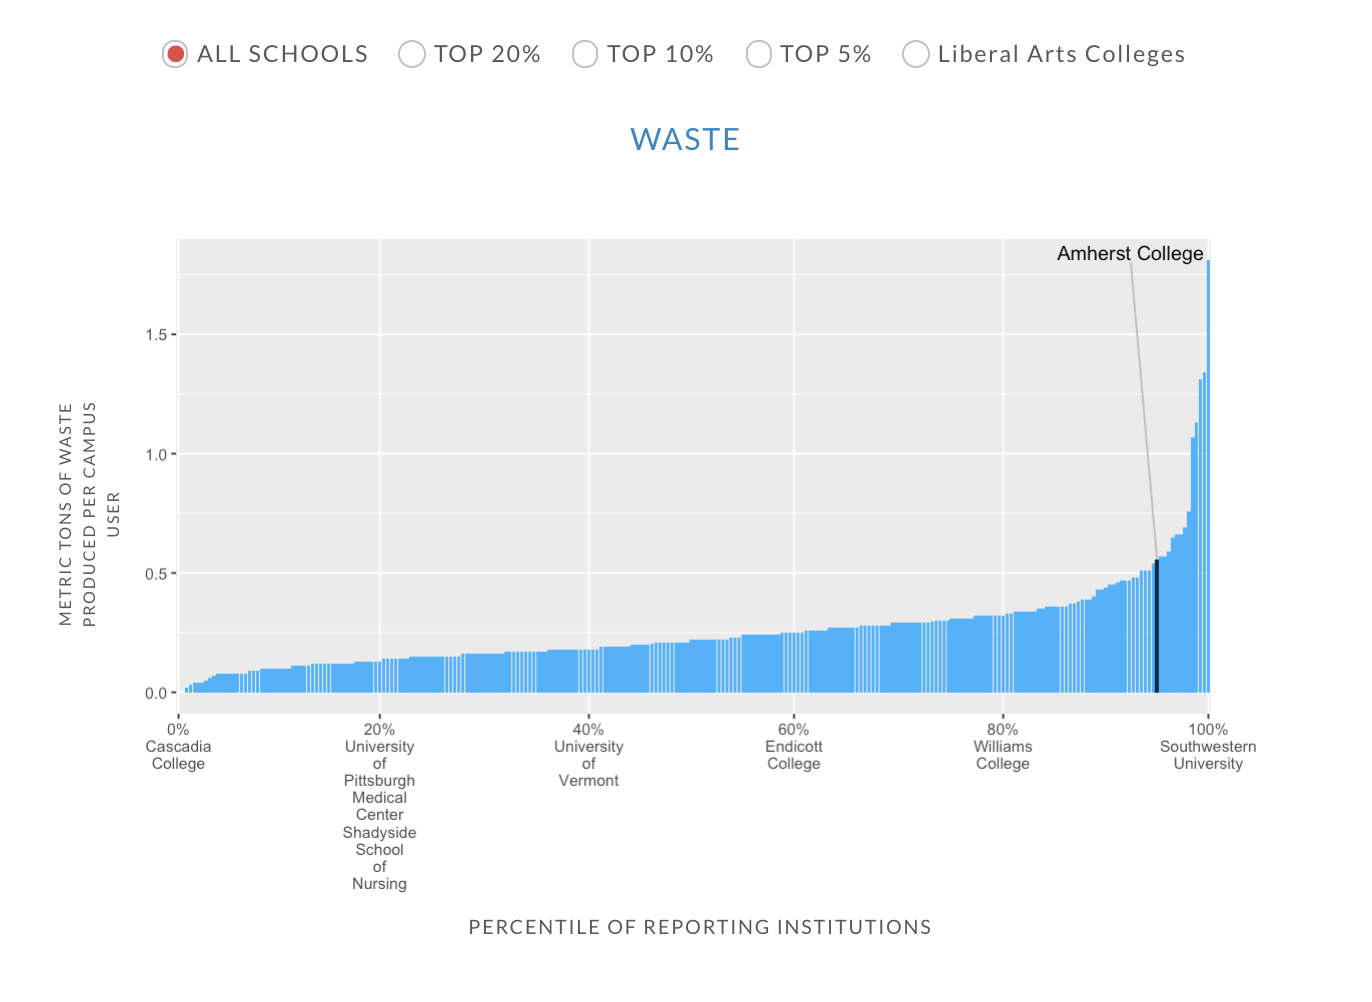 ALL SCHOOLS TOP 20% TOP 10% TOP 5% Liberal Arts Colleges
WASTE
Amherst College
METRIC TONS OF WASTE
PRODUCED PER CAMPUS
USER
1.5
1.0
0.5
0.0
0%
Cascadia
College
20%
University
of
Pittsburgh
Medical
Center
Shadyside
School
of
Nursing
40%
University
of
Vermont
60%
Endicott
College
80%
Williams
College
100%
Southwestern
University
PERCENTILE OF REPORTING INSTITUTIONS